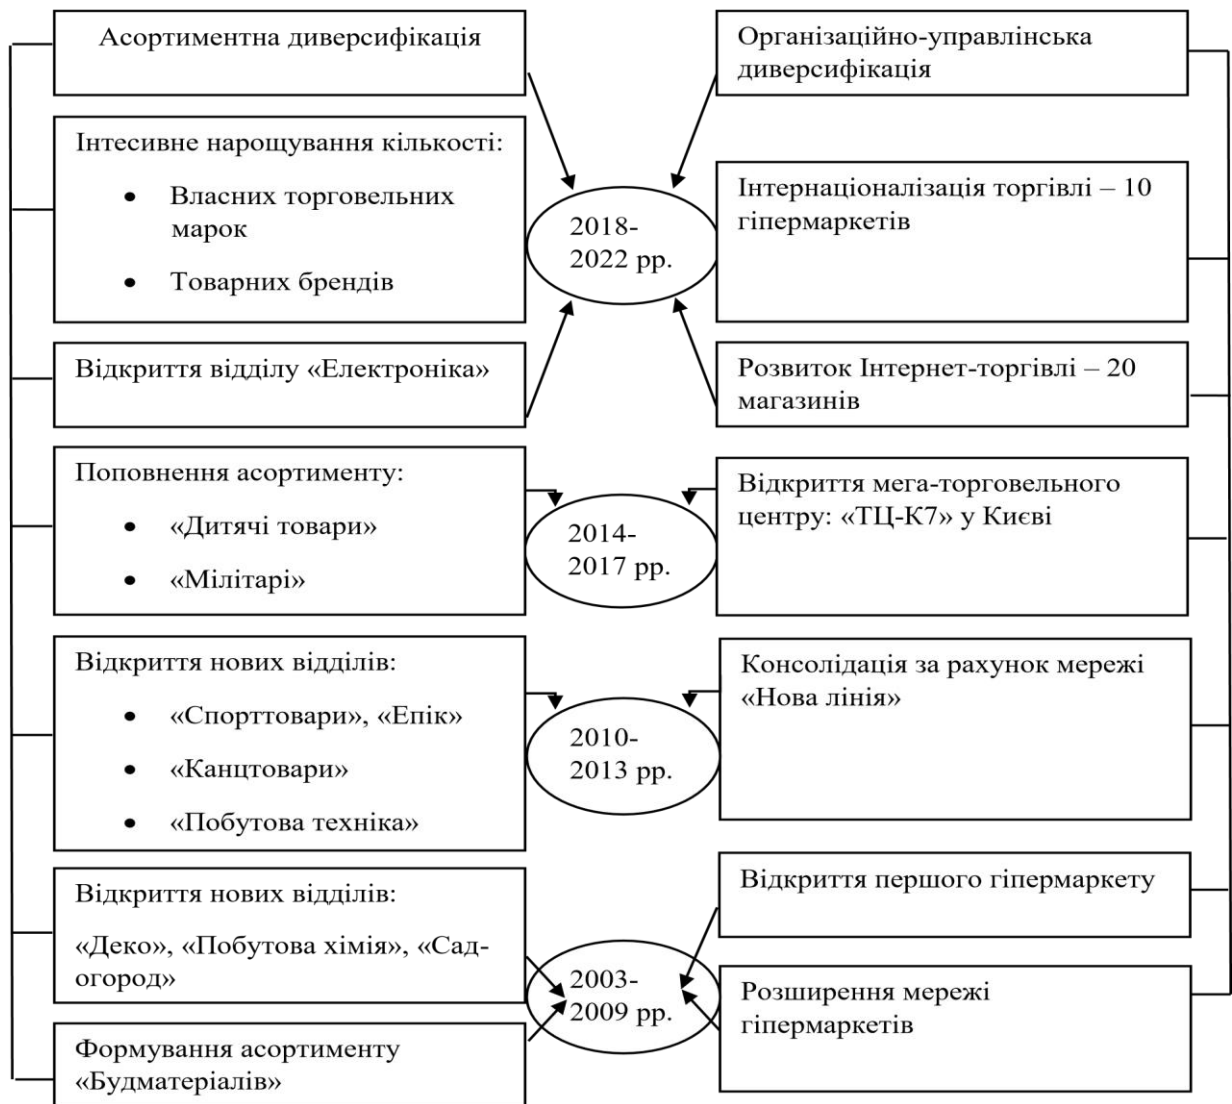 Асортиментна диверсифікація
Організаційно-управлінська
диверсифікація
Інтесивне нарощування кількості:
• Власних торговельних
марок
• Товарних брендів
2018-
2022 рр.
Інтернаціоналізація торгівлі – 10
гіпермаркетів
Відкриття відділу «Електроніка»
Розвиток Інтернет-торгівлі – 20
магазинів
Поповнення асортименту:
• «Дитячі товари»
• «Мілітарі»
2014-
2017 рр.
Відкриття мега-торговельного
центру: «ТЦ-К7» у Києві
Відкриття нових відділів:
• «Спорттовари», «Епік»
• «Канцтовари»
• «Побутова техніка»
2010-
2013 рр.
Консолідація за рахунок мережі
«Нова лінія»
Відкриття нових відділів:
«Деко», «Побутова хімія», «Сад-
огород»
2003-
2009 рр.
Відкриття першого гіпермаркету
Формування асортименту
«Будматеріалів»
Розширення мережі
гіпермаркетів